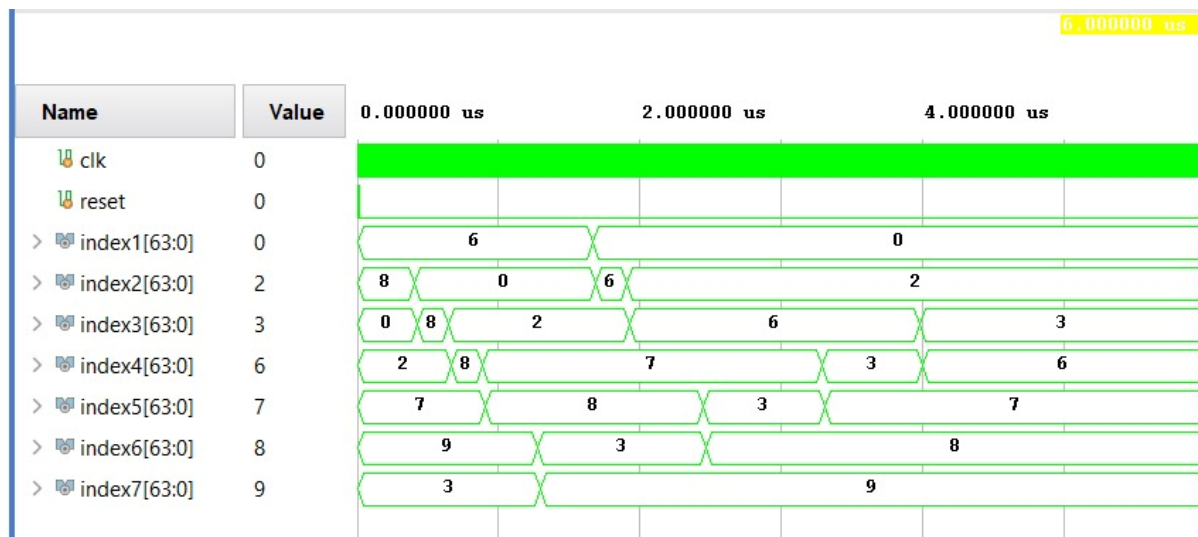 6.000000 us
Name Value 0.000000 us 2.000000 us 4.000000 us
clk 0
reset 0
index1[63:0] 0 6 0
index2[63:0] 2 8 0 6 2
index3[63:0] 3 0 8 2 6 3
index4[63:0] 6 2 8 7 3 6
index5[63:0] 7 7 8 3 7
index6[63:0] 8 9 3 8
index7[63:0] 9 3 9